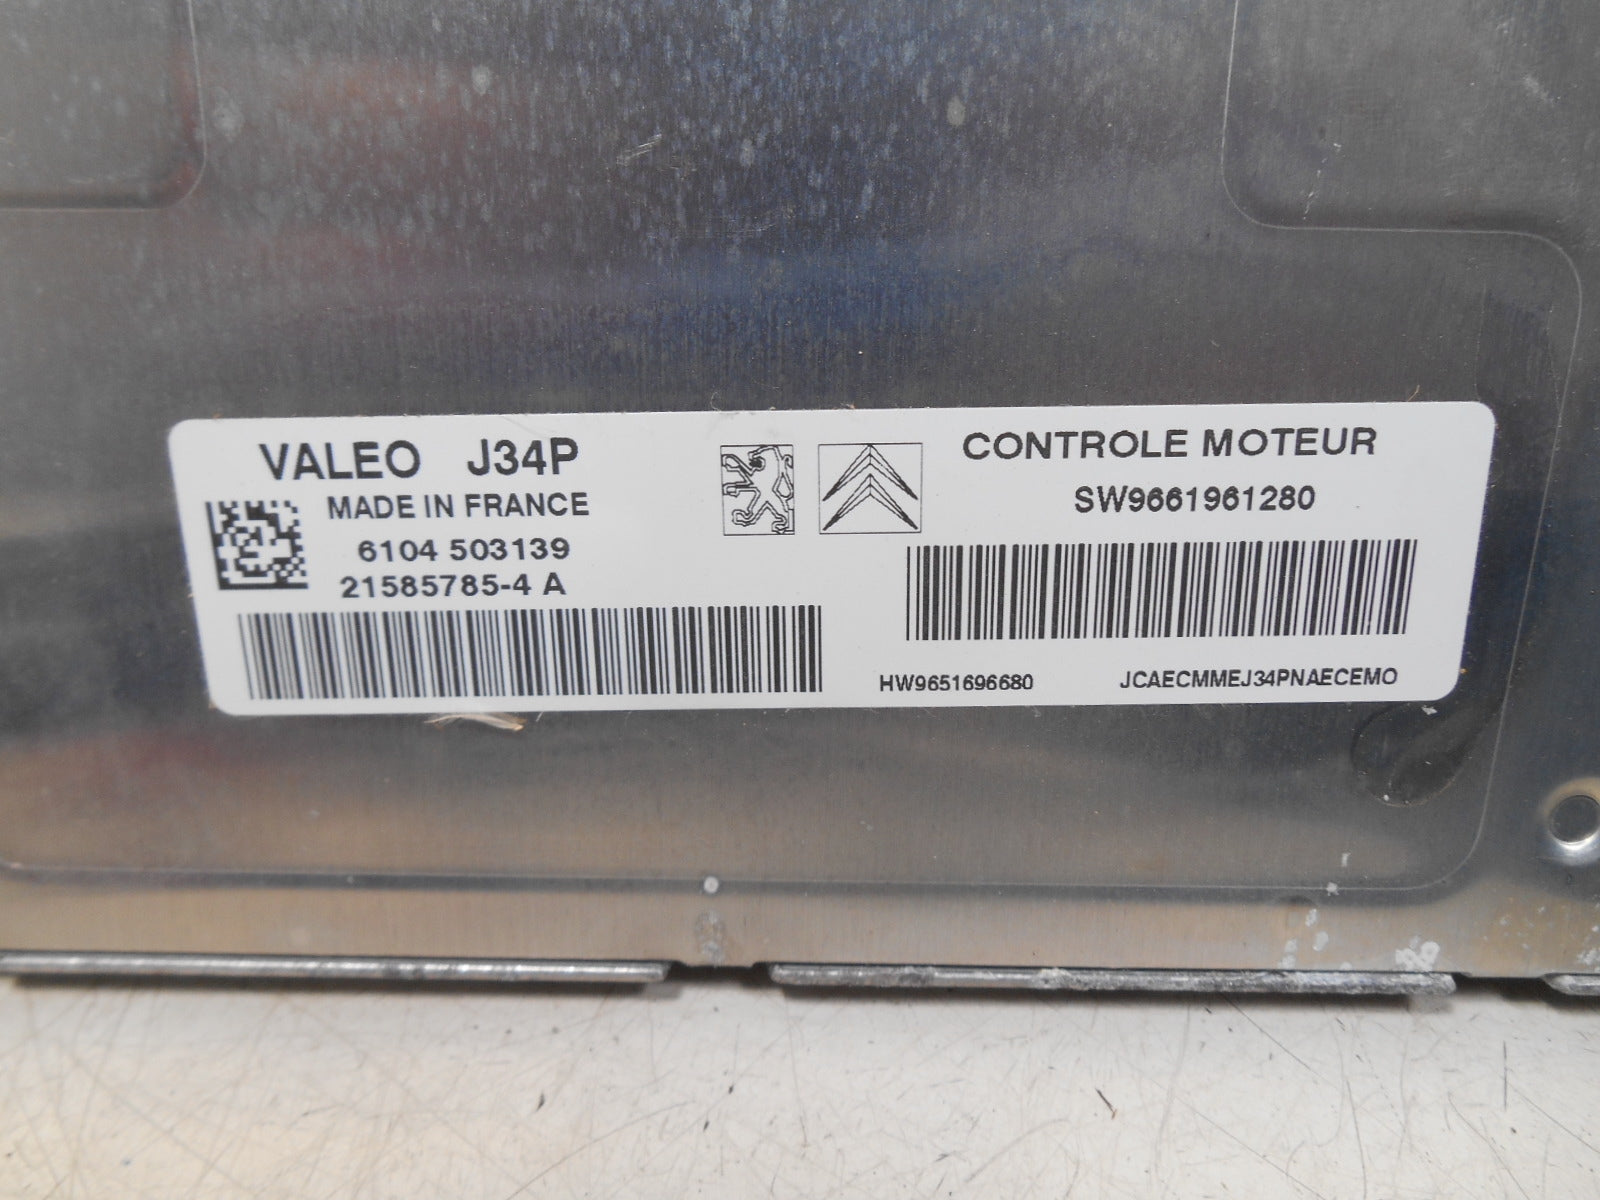 VALEO J34P
MADE IN FRANCE
6104 503139
21585785-4 A
CONTROLE MOTEUR
SW9661961280
HW9651696680
JCAECMMEJ34PNAECEMO